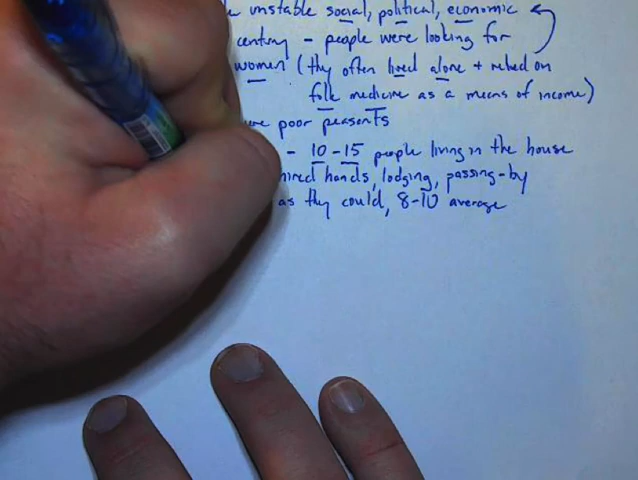 unstable social, political, economic
century - people were looking for
women (they often lived alone + relied on
folk medicine as a means of income)
poor peasants
- 10-15 people living in the house
hired hands, lodging, passing-by
as they could, 8-10 average